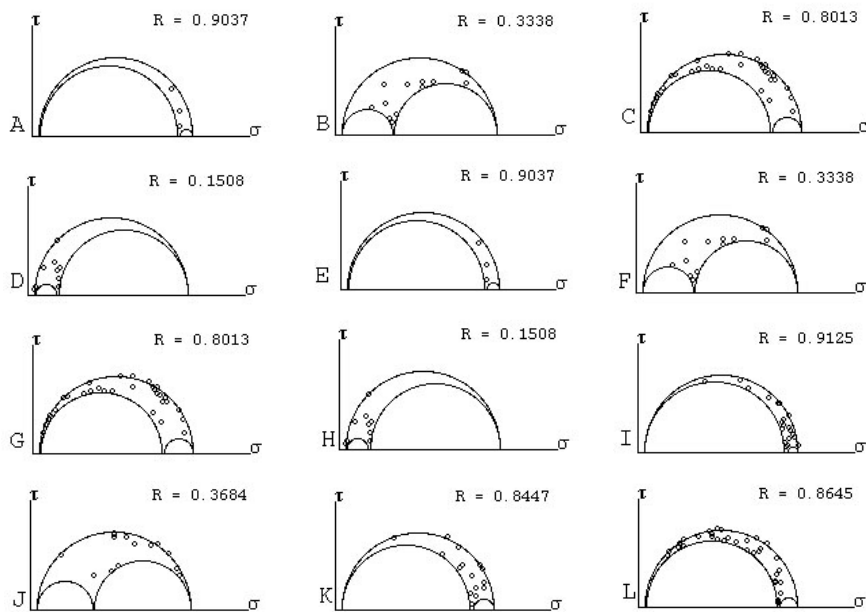 τ R = 0.9037 A σ
τ R = 0.3338 B σ
τ R = 0.8013 C σ
τ R = 0.1508 D σ
τ R = 0.9037 E σ
τ R = 0.3338 F σ
τ R = 0.8013 G σ
τ R = 0.1508 H σ
τ R = 0.9125 I σ
τ R = 0.3684 J σ
τ R = 0.8447 K σ
τ R = 0.8645 L σ